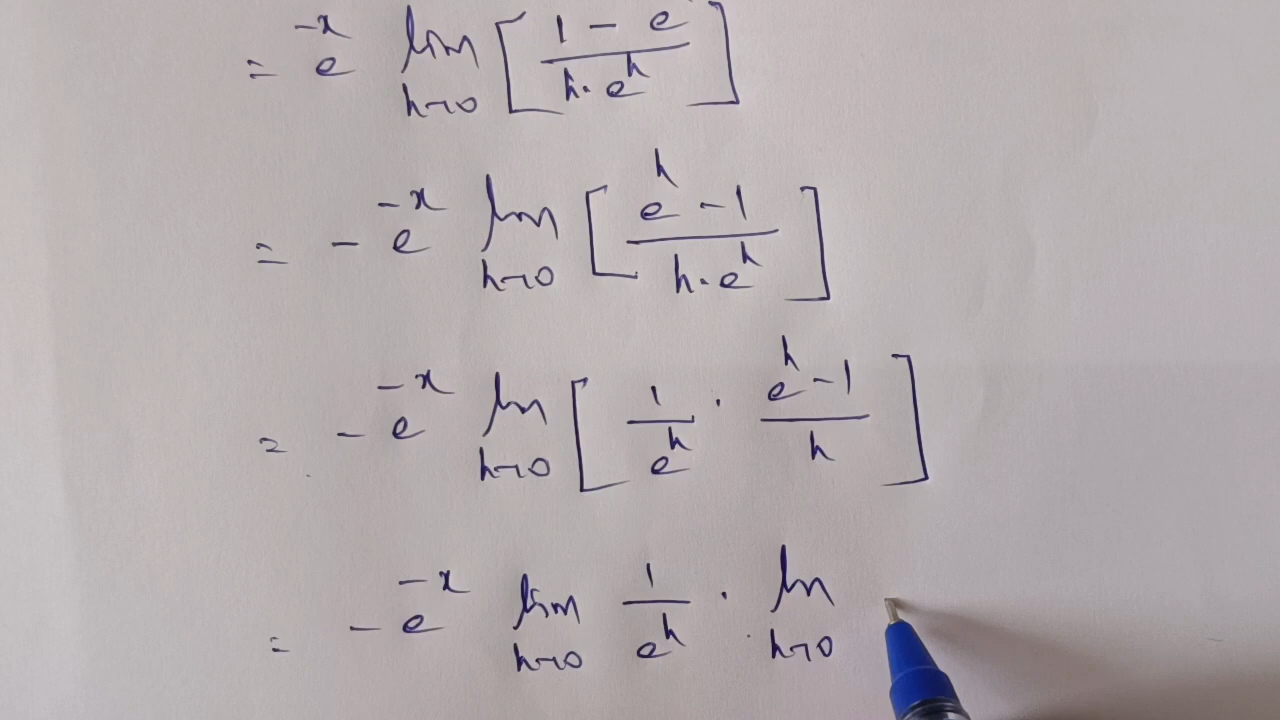 = e^{-x} lim_{h→0} [ (1 - e) / (h · e^h) ]
= - e^{-x} lim_{h→0} [ (e^h - 1) / (h · e^h) ]
= - e^{-x} lim_{h→0} [ 1 / e^h · (e^h - 1) / h ]
= - e^{-x} lim_{h→0} 1 / e^h · lim_{h→0}